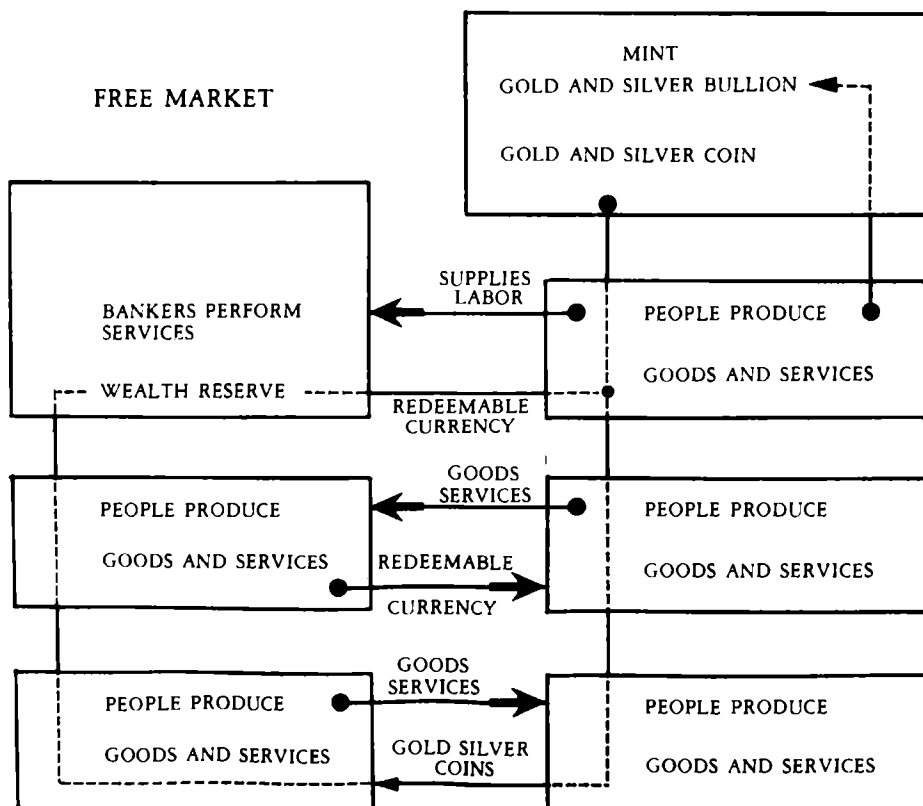 MINT
GOLD AND SILVER BULLION
FREE MARKET
GOLD AND SILVER COIN
SUPPLIES
LABOR
BANKERS PERFORM
SERVICES
PEOPLE PRODUCE
GOODS AND SERVICES
WEALTH RESERVE
REDEEMABLE
CURRENCY
GOODS
SERVICES
PEOPLE PRODUCE
GOODS AND SERVICES
PEOPLE PRODUCE
GOODS AND SERVICES
REDEEMABLE
CURRENCY
GOODS
SERVICES
PEOPLE PRODUCE
GOODS AND SERVICES
PEOPLE PRODUCE
GOODS AND SERVICES
GOLD SILVER
COINS